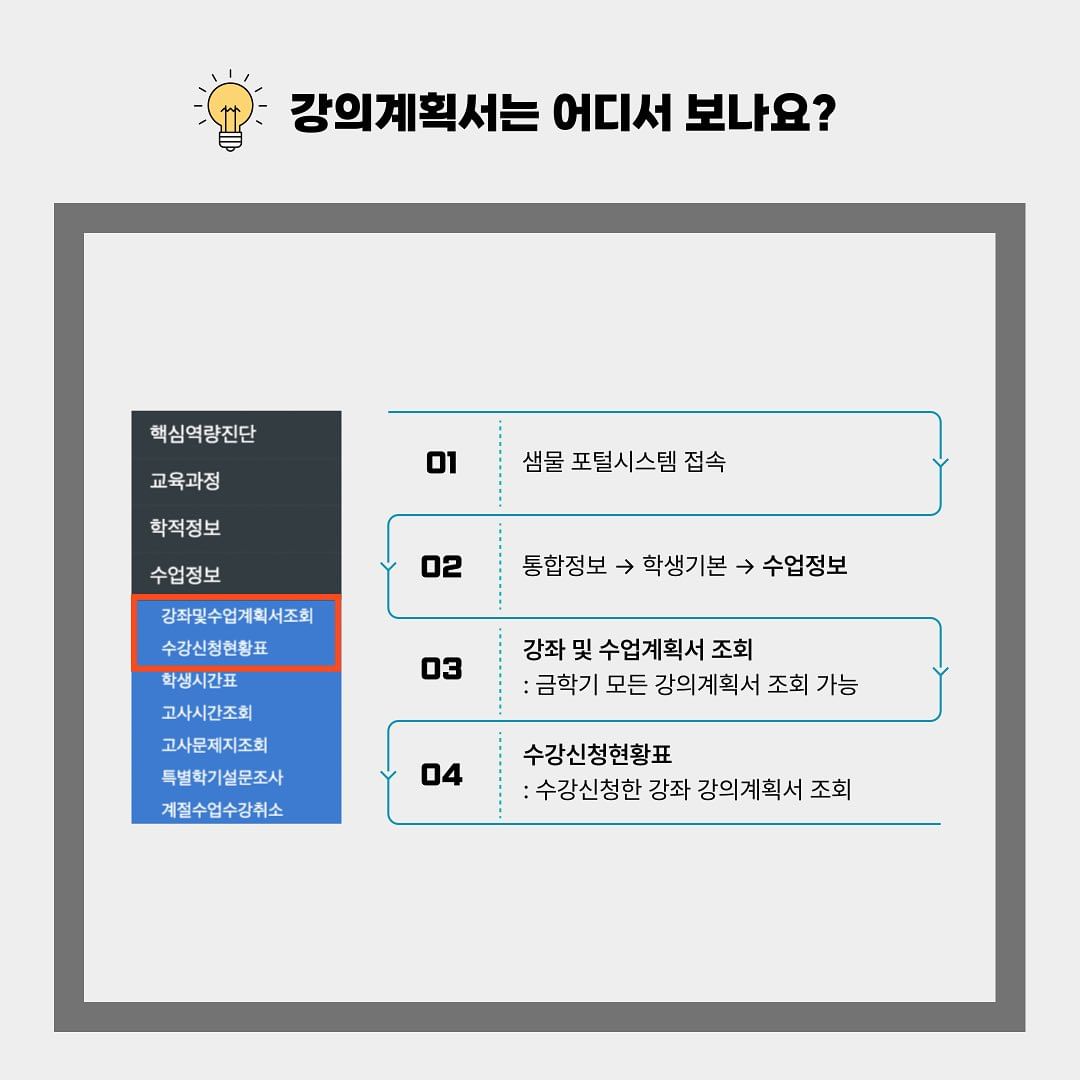 강의계획서는 어디서 보나요?
핵심역량진단
교육과정
학적정보
수업정보
강좌및수업계획서조회
수강신청현황표
학생시간표
고사시간조회
고사문제지조회
특별학기설문조사
계절수업수강취소
01
샘물 포털시스템 접속
02
통합정보 → 학생기본 → 수업정보
03
강좌 및 수업계획서 조회
: 금학기 모든 강의계획서 조회 가능
04
수강신청현황표
: 수강신청한 강좌 강의계획서 조회